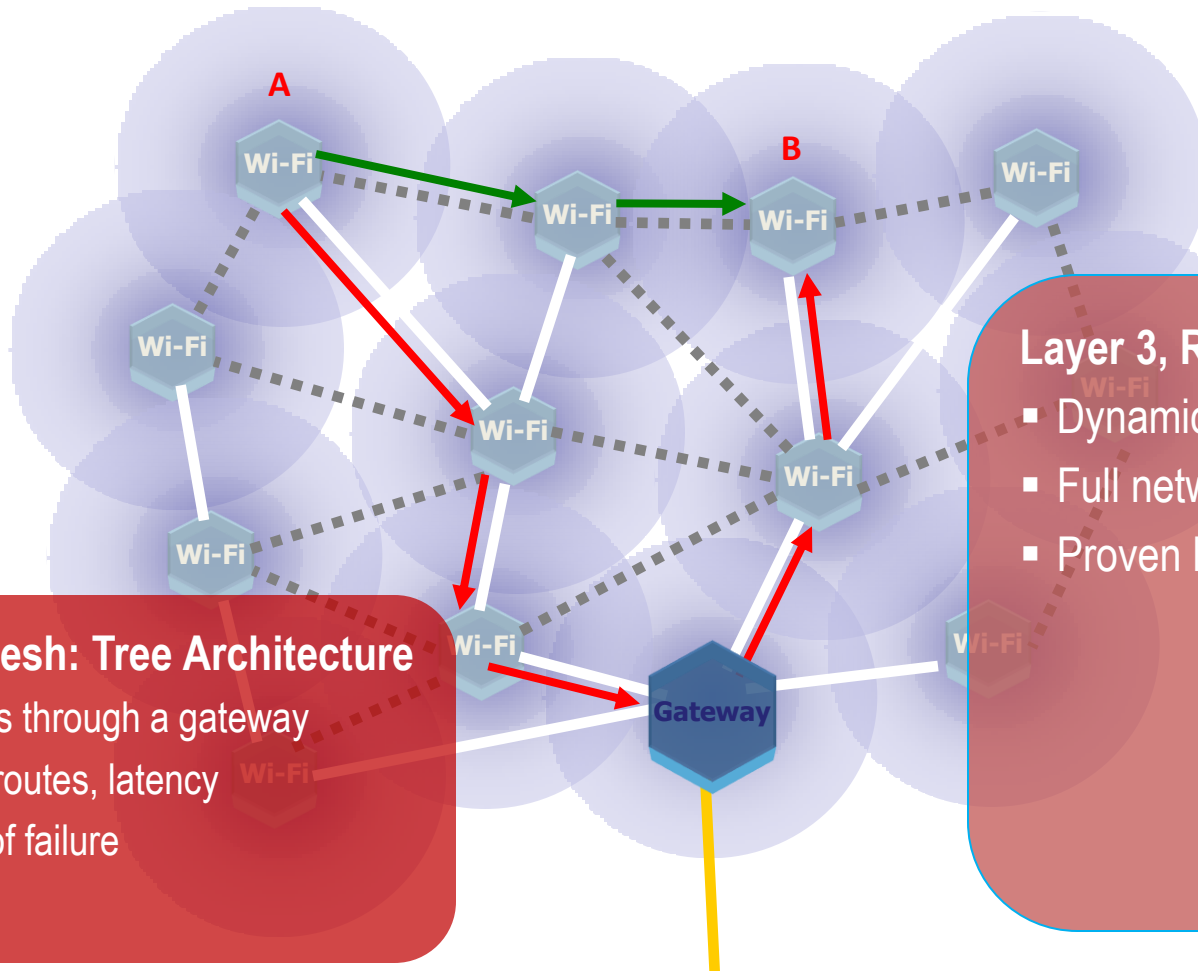 A
B
Wi-Fi
Wi-Fi
Wi-Fi
Wi-Fi
Wi-Fi
Wi-Fi
Wi-Fi
Wi-Fi
Wi-Fi
Wi-Fi
Wi-Fi
Wi-Fi
Gateway
Layer 3, R
▪ Dynamic
▪ Full netw
▪ Proven
esh: Tree Architecture
s through a gateway
routes, latency
of failure